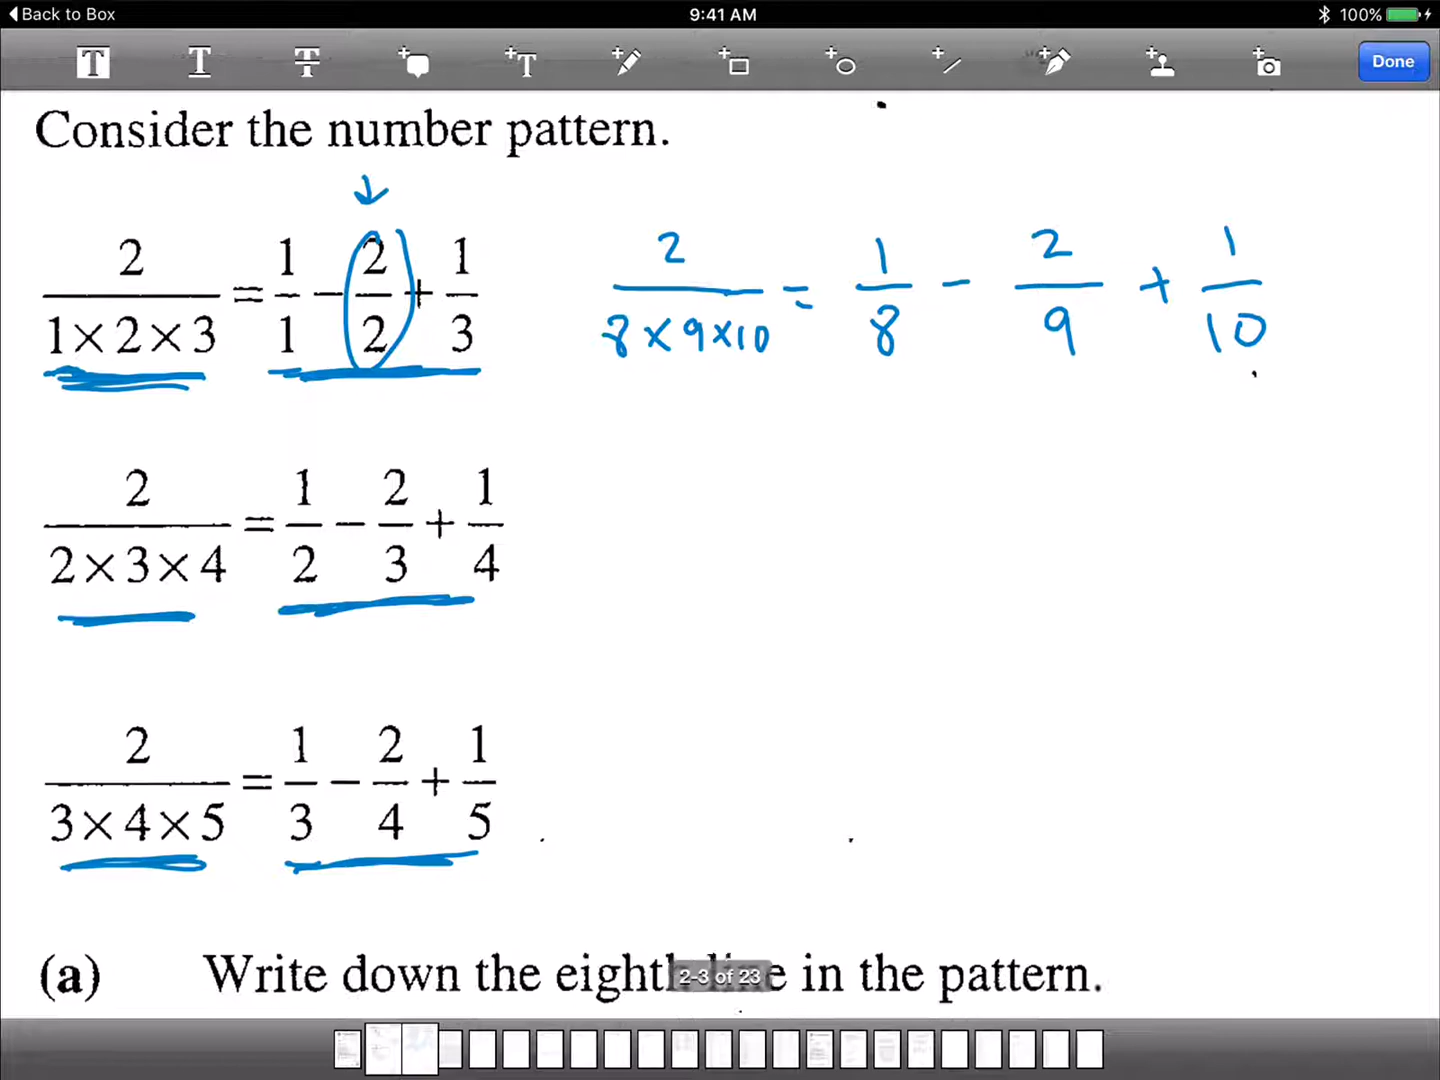 Back to Box 9:41 AM 100%
T T T T Done
Consider the number pattern.
2/(1×2×3) = 1/1 − 2/2 + 1/3
2/(8×9×10) = 1/8 − 2/9 + 1/10
2/(2×3×4) = 1/2 − 2/3 + 1/4
2/(3×4×5) = 1/3 − 2/4 + 1/5
(a) Write down the eighth line in the pattern.
2-3 of 23